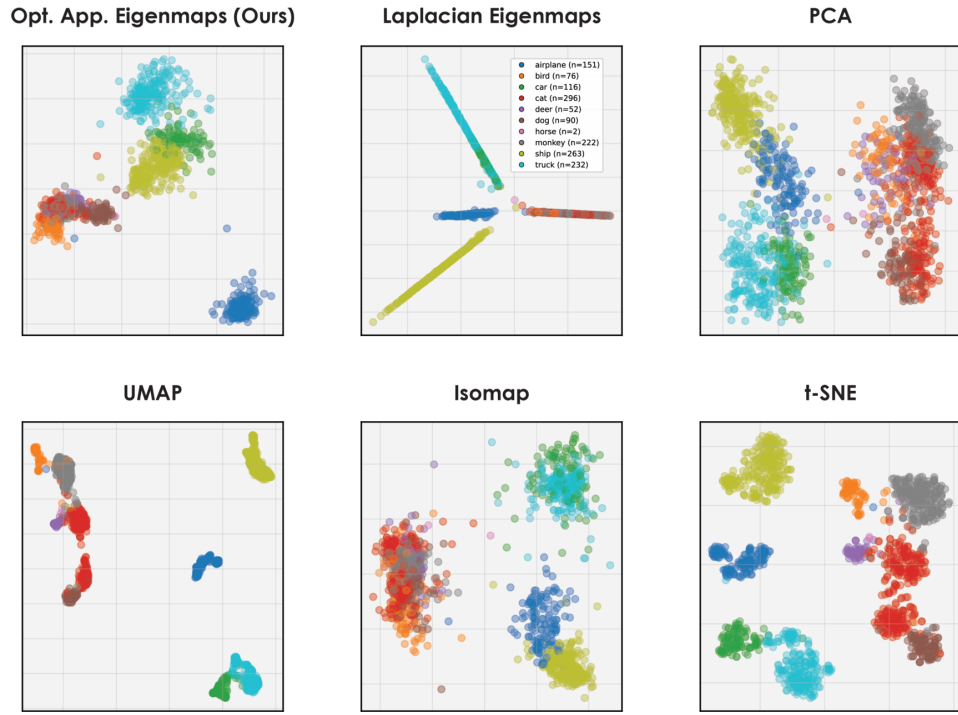 Opt. App. Eigenmaps (Ours)
Laplacian Eigenmaps
PCA
airplane (n=151)
bird (n=76)
car (n=116)
cat (n=296)
deer (n=52)
dog (n=90)
horse (n=2)
monkey (n=222)
ship (n=263)
truck (n=232)
UMAP
Isomap
t-SNE